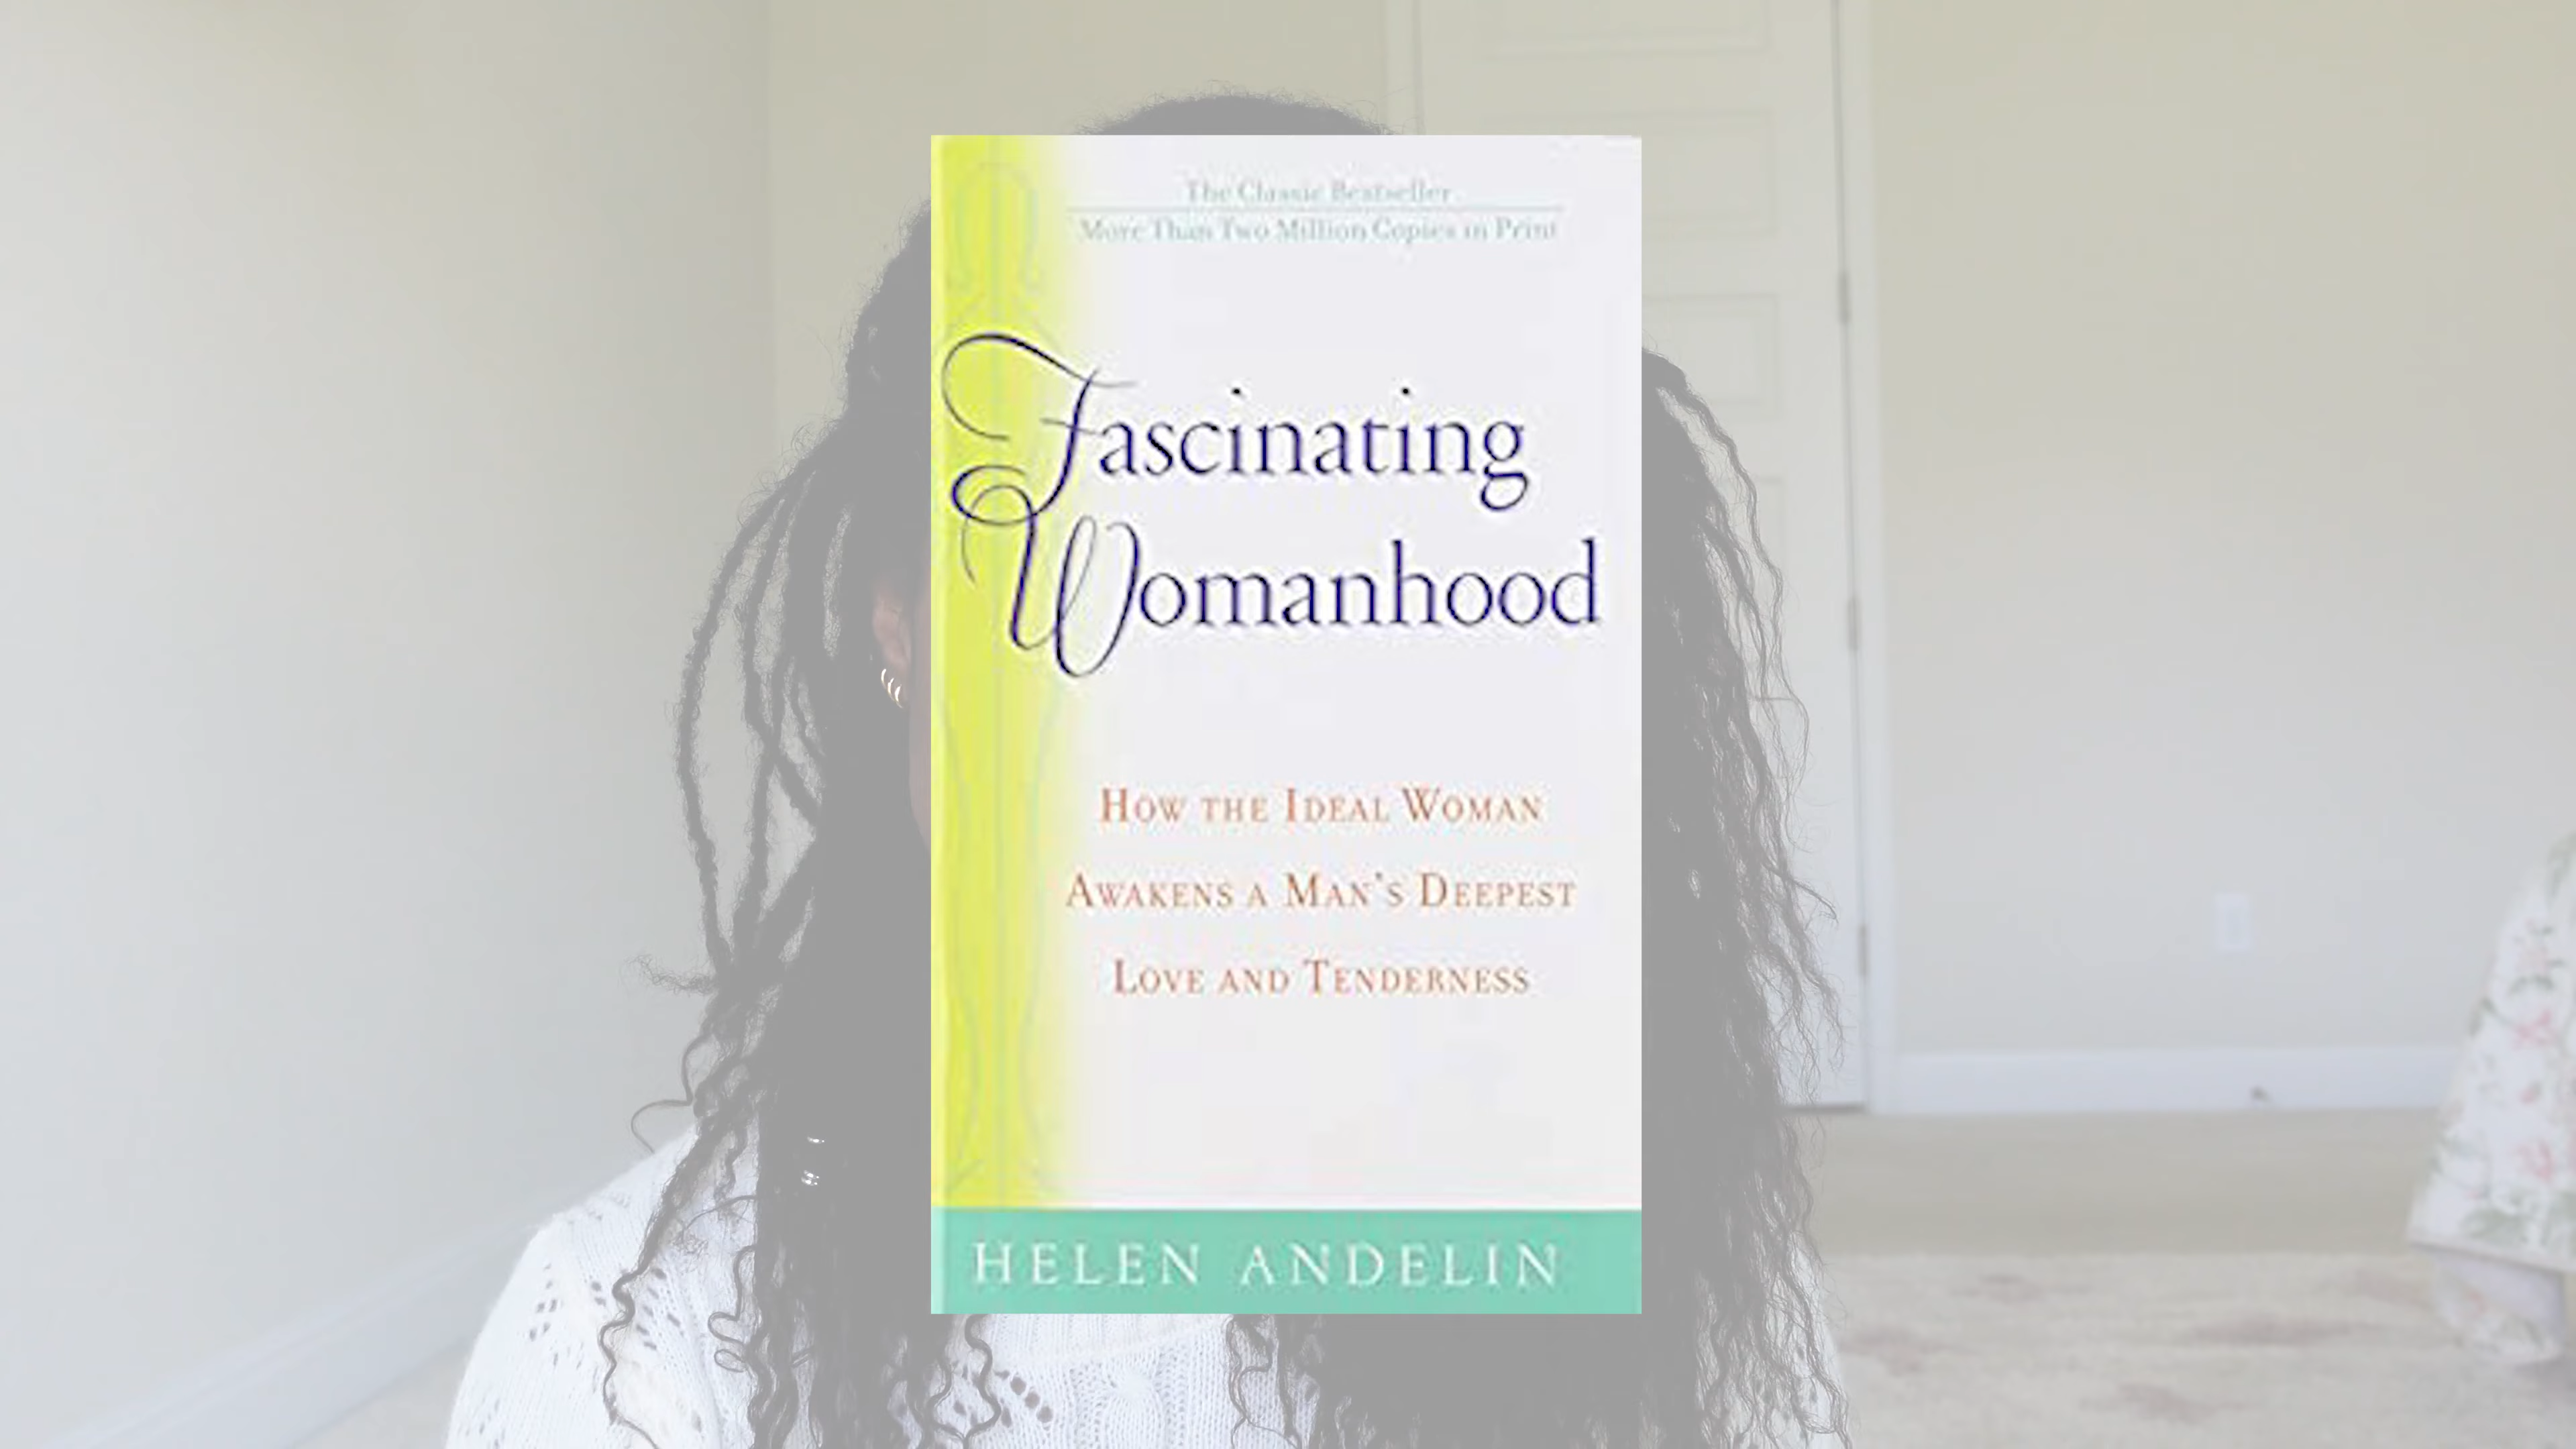 The Classic Bestseller
More Than Two Million Copies in Print
Fascinating
Womanhood
HOW THE IDEAL WOMAN
AWAKENS A MAN'S DEEPEST
LOVE AND TENDERNESS
HELEN ANDELIN